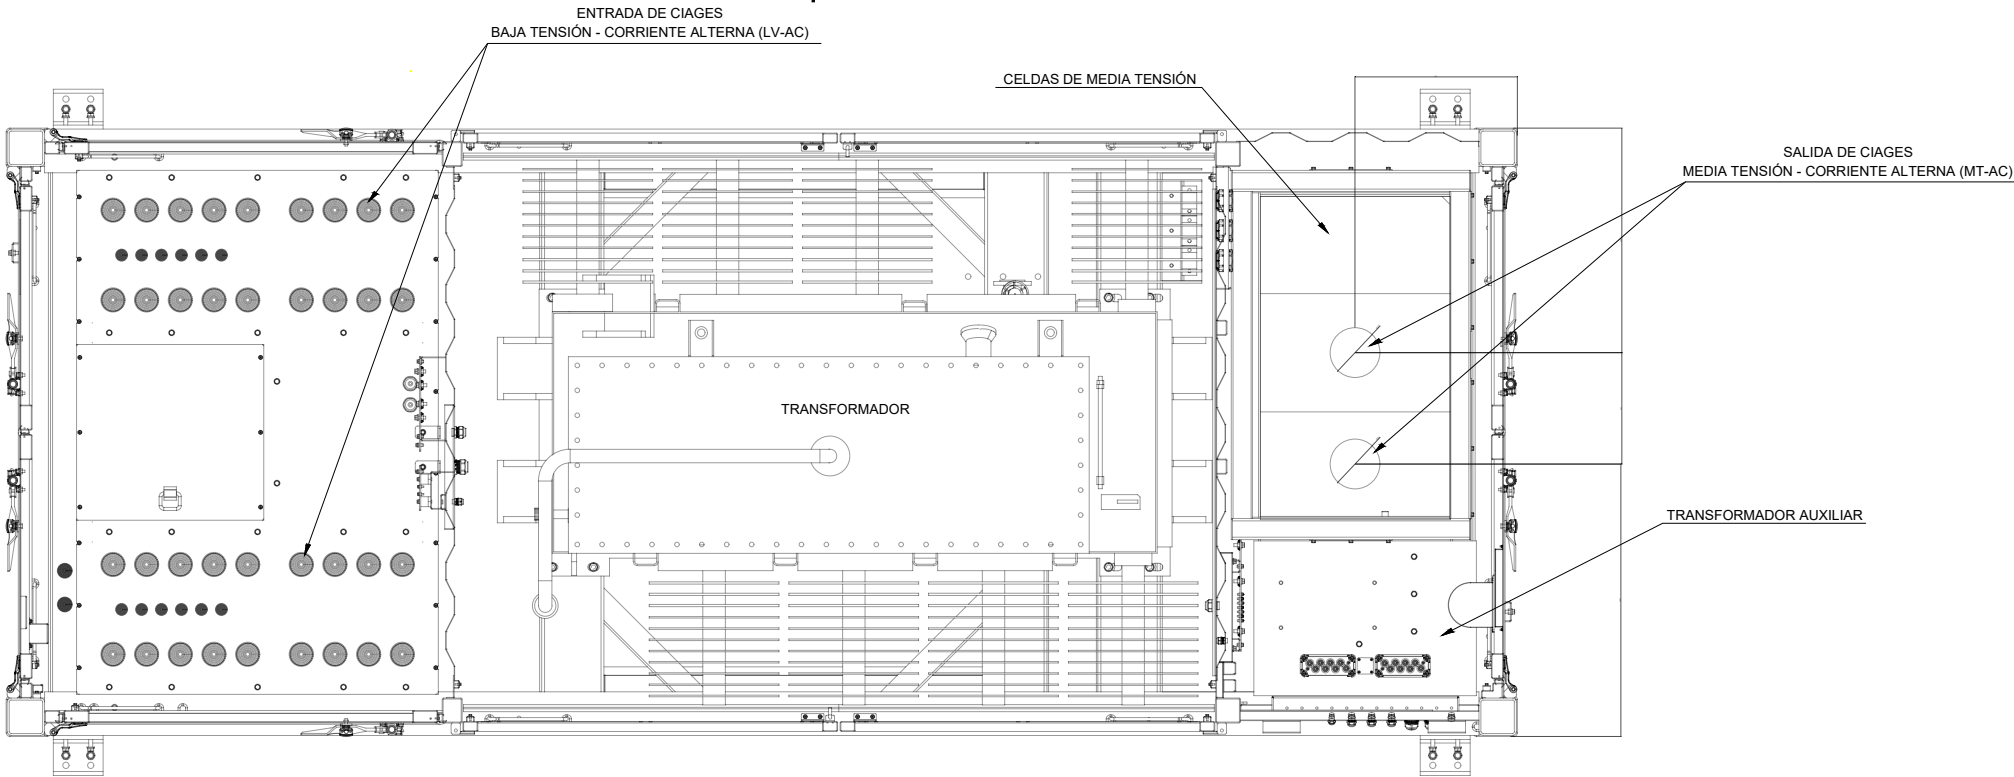 ENTRADA DE CIAGES
BAJA TENSIÓN - CORRIENTE ALTERNA (LV-AC)
CELDAS DE MEDIA TENSIÓN
SALIDA DE CIAGES
MEDIA TENSIÓN - CORRIENTE ALTERNA (MT-AC)
TRANSFORMADOR
TRANSFORMADOR AUXILIAR